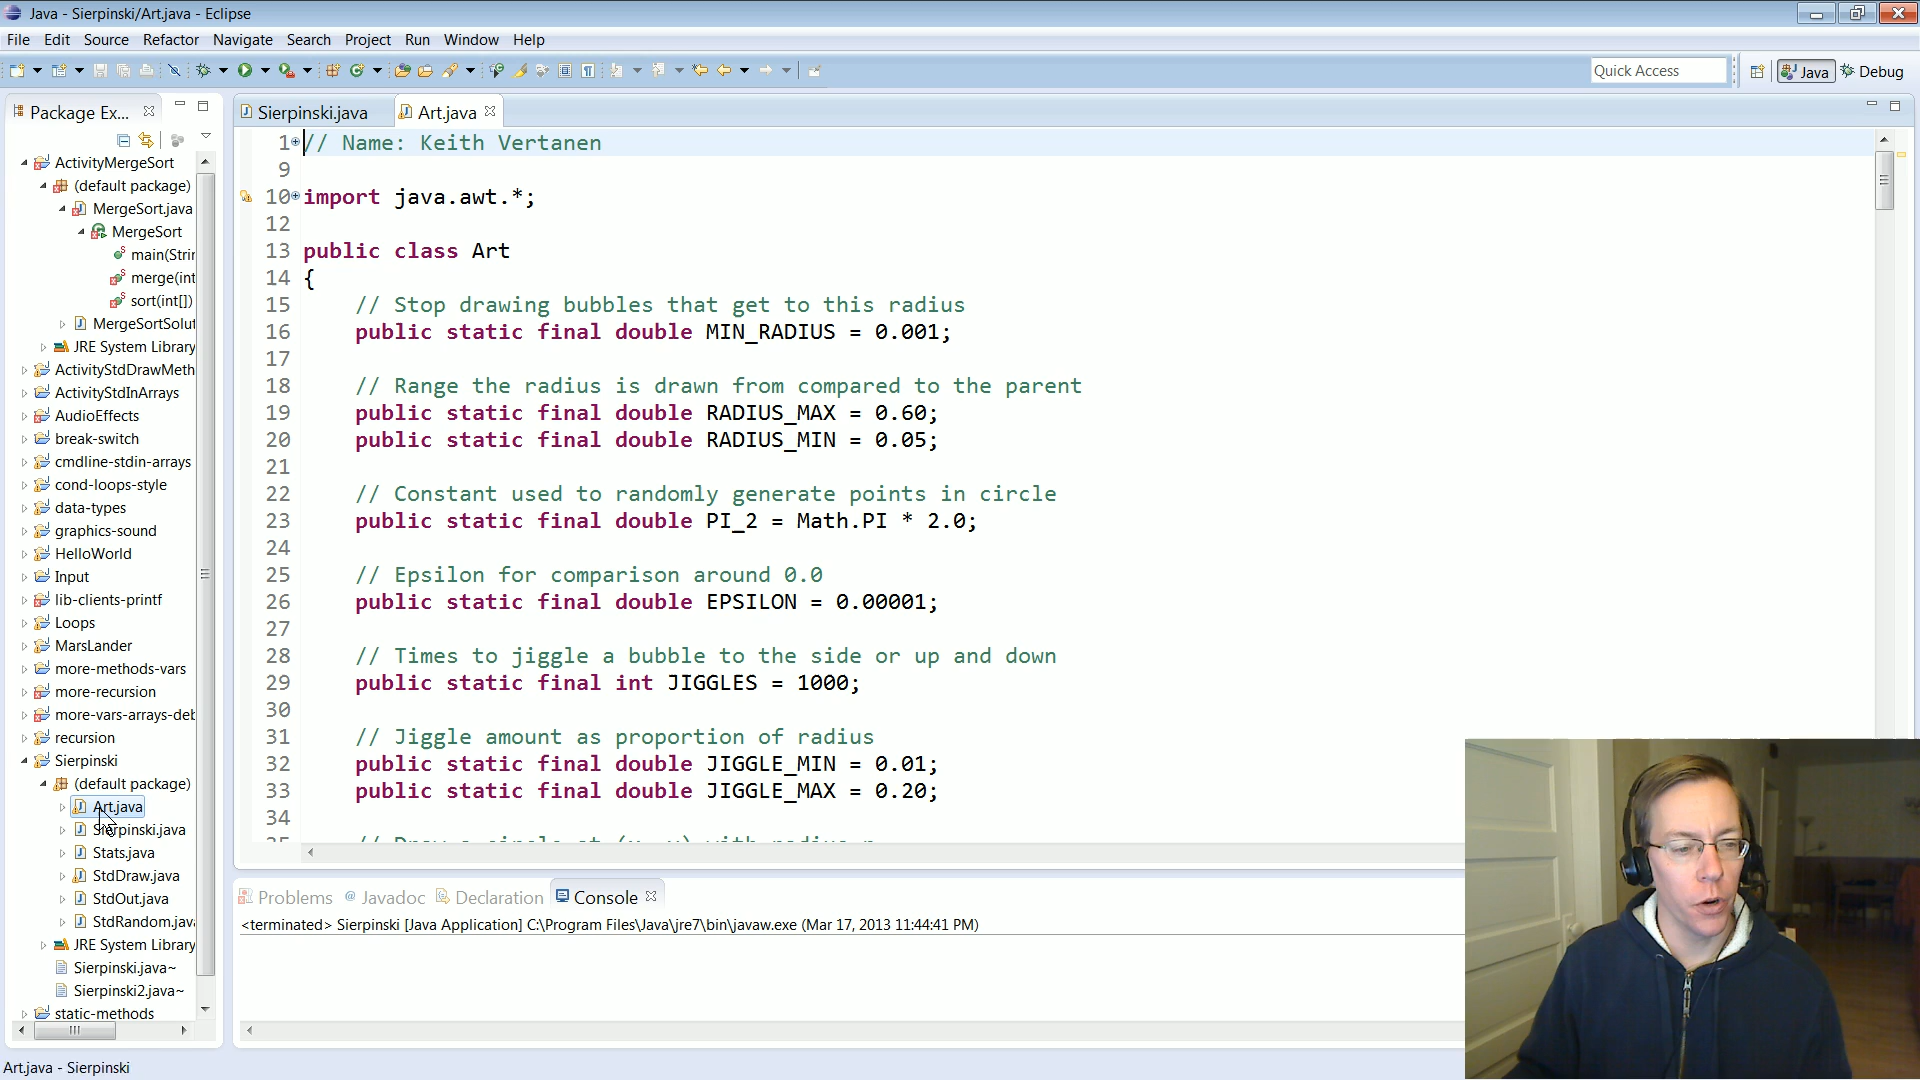 Java - Sierpinski/Art.java - Eclipse
File Edit Source Refactor Navigate Search Project Run Window Help
Quick Access
Java
Debug
Package Ex...
Sierpinski.java
Art.java
ActivityMergeSort
(default package)
MergeSort.java
MergeSort
main(Strin
merge(int
sort(int[])
MergeSortSolut
JRE System Library
ActivityStdDrawMeth
ActivityStdInArrays
AudioEffects
break-switch
cmdline-stdin-arrays
cond-loops-style
data-types
graphics-sound
HelloWorld
Input
lib-clients-printf
Loops
MarsLander
more-methods-vars
more-recursion
more-vars-arrays-deb
recursion
Sierpinski
(default package)
Art.java
Sierpinski.java
Stats.java
StdDraw.java
StdOut.java
StdRandom.java
JRE System Library
Sierpinski.java~
Sierpinski2.java~
static-methods
1 // Name: Keith Vertanen
9
10 import java.awt.*;
12
13 public class Art
14 {
15 // Stop drawing bubbles that get to this radius
16 public static final double MIN_RADIUS = 0.001;
17
18 // Range the radius is drawn from compared to the parent
19 public static final double RADIUS_MAX = 0.60;
20 public static final double RADIUS_MIN = 0.05;
21
22 // Constant used to randomly generate points in circle
23 public static final double PI_2 = Math.PI * 2.0;
24
25 // Epsilon for comparison around 0.0
26 public static final double EPSILON = 0.00001;
27
28 // Times to jiggle a bubble to the side or up and down
29 public static final int JIGGLES = 1000;
30
31 // Jiggle amount as proportion of radius
32 public static final double JIGGLE_MIN = 0.01;
33 public static final double JIGGLE_MAX = 0.20;
34
Problems
Javadoc
Declaration
Console
<terminated> Sierpinski [Java Application] C:\Program Files\Java\jre7\bin\javaw.exe (Mar 17, 2013 11:44:41 PM)
Art.java - Sierpinski